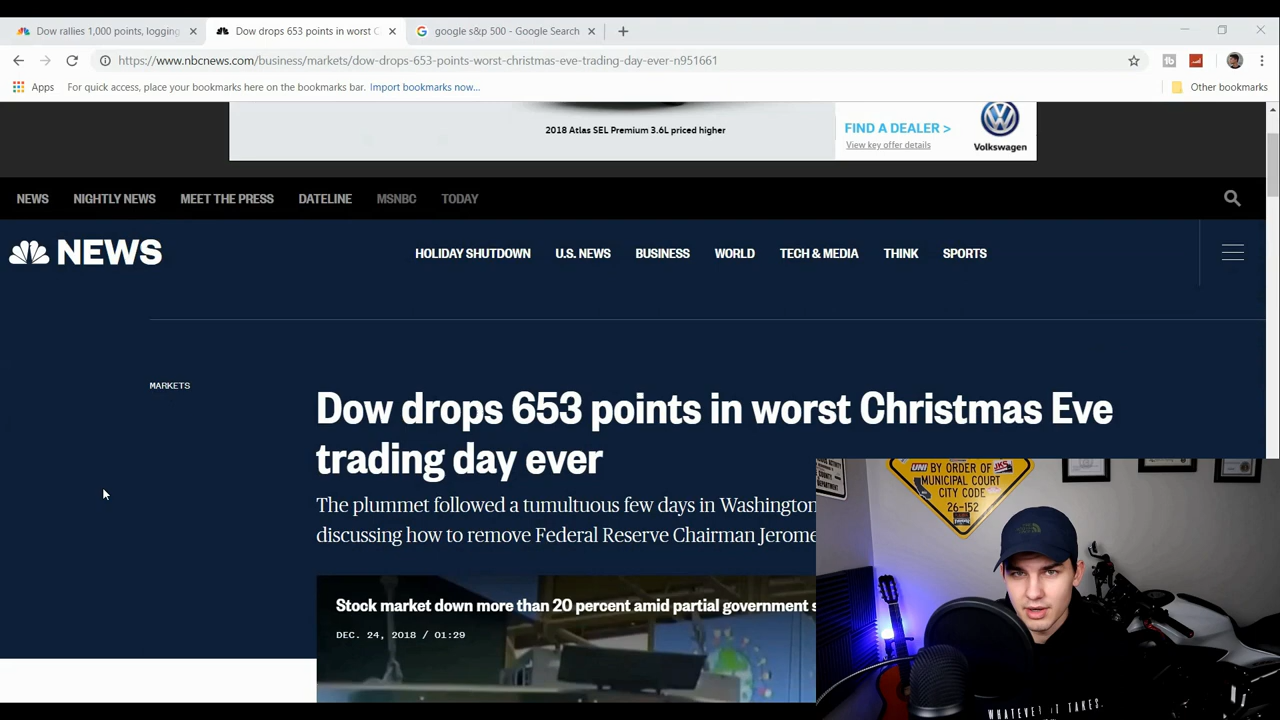 Dow rallies 1,000 points, logging
Dow drops 653 points in worst C
google s&p 500 - Google Search
https://www.nbcnews.com/business/markets/dow-drops-653-points-worst-christmas-eve-trading-day-ever-n951661
Apps
For quick access, place your bookmarks here on the bookmarks bar.
Import bookmarks now...
Other bookmarks
2018 Atlas SEL Premium 3.6L priced higher
FIND A DEALER >
View key offer details
Volkswagen
NEWS
NIGHTLY NEWS
MEET THE PRESS
DATELINE
MSNBC
TODAY
NEWS
HOLIDAY SHUTDOWN
U.S. NEWS
BUSINESS
WORLD
TECH & MEDIA
THINK
SPORTS
MARKETS
Dow drops 653 points in worst Christmas Eve
trading day ever
The plummet followed a tumultuous few days in Washington
discussing how to remove Federal Reserve Chairman Jerome
Stock market down more than 20 percent amid partial government s
DEC. 24, 2018 / 01:29
UNI
BY ORDER OF
MUNICIPAL COURT
CITY CODE
26-152
WHATEVER IT TAKES.